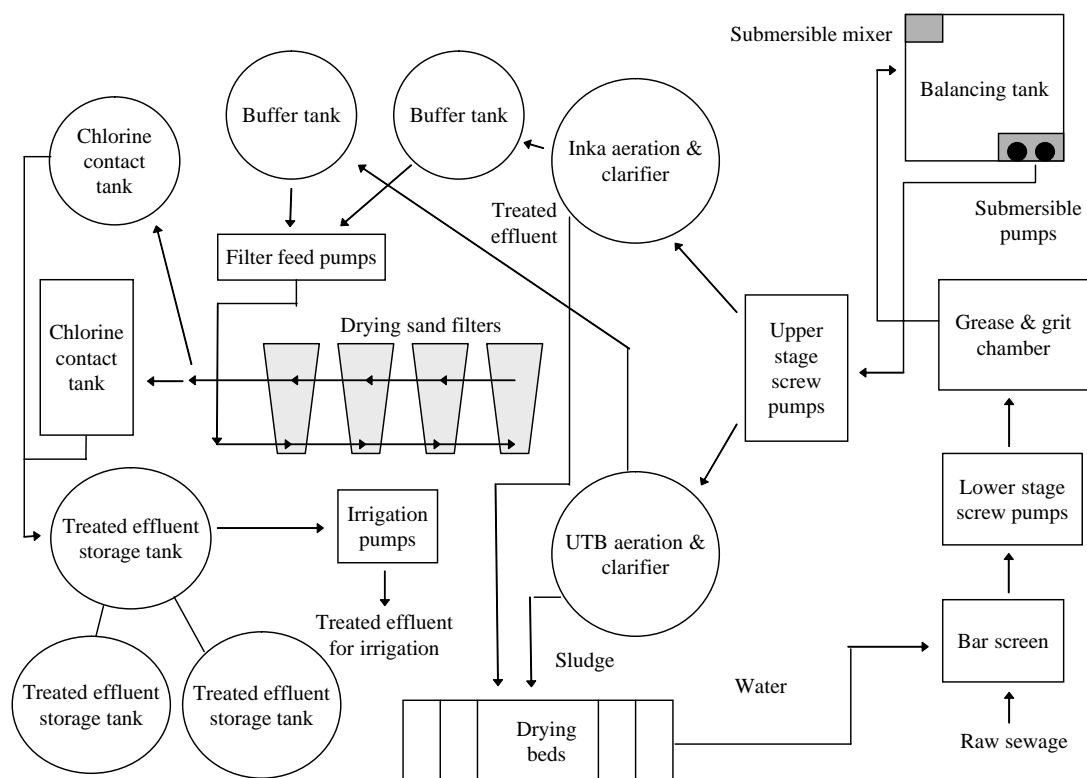 Submersible mixer
Balancing tank
Buffer tank
Buffer tank
Chlorine
contact
tank
Inka aeration &
clarifier
Treated
effluent
Submersible
pumps
Filter feed pumps
Grease & grit
chamber
Upper
stage
screw
pumps
Drying sand filters
Chlorine
contact
tank
Lower stage
screw pumps
Treated effluent
storage tank
Irrigation
pumps
UTB aeration &
clarifier
Treated effluent
for irrigation
Bar screen
Sludge
Treated effluent
storage tank
Treated effluent
storage tank
Water
Drying
beds
Raw sewage